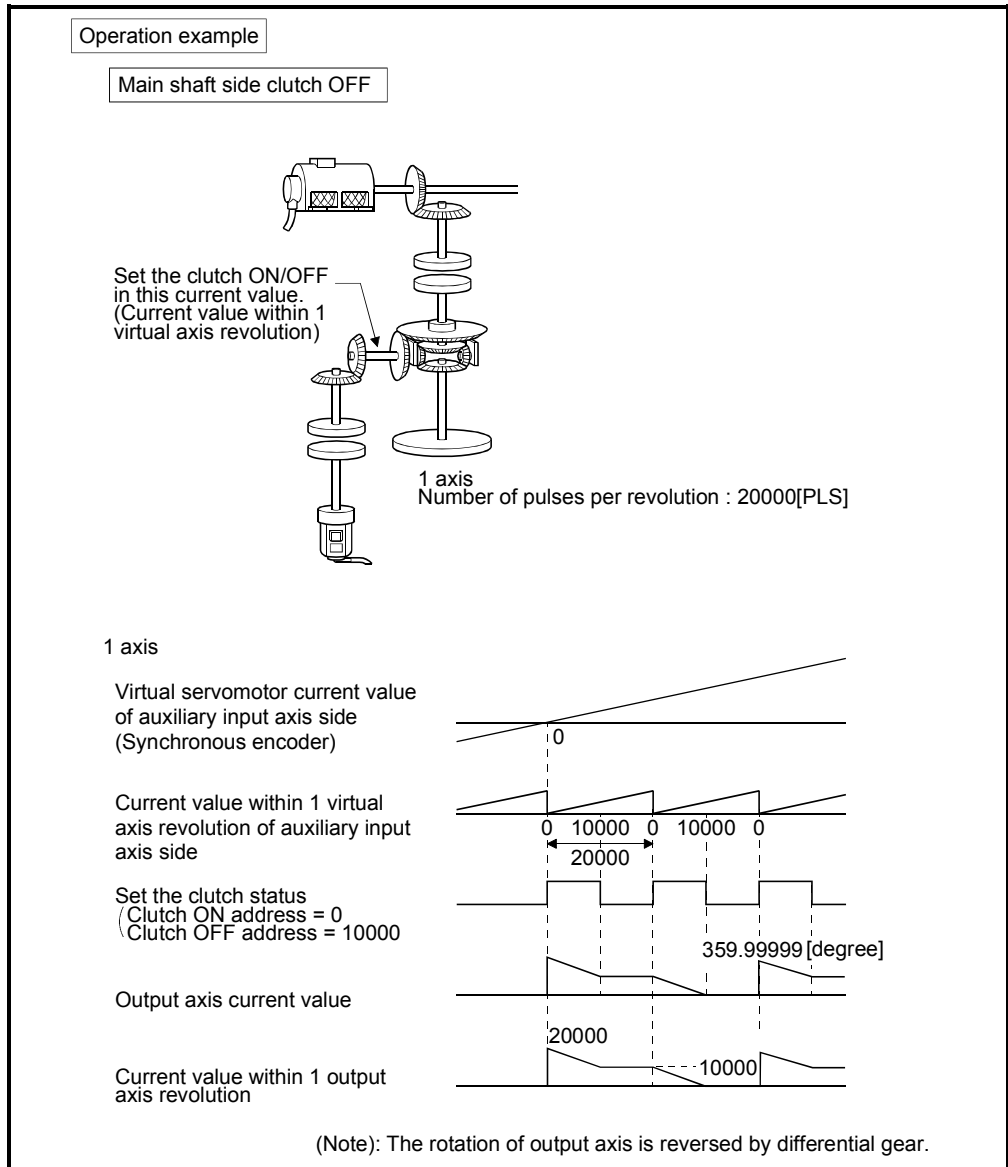 Operation example
Main shaft side clutch OFF
Set the clutch ON/OFF
in this current value.
(Current value within 1
virtual axis revolution)
1 axis
Number of pulses per revolution : 20000[PLS]
1 axis
Virtual servomotor current value
of auxiliary input axis side
(Synchronous encoder)
0
Current value within 1 virtual
axis revolution of auxiliary input
axis side
0 10000 0 10000 0
20000
Set the clutch status
(Clutch ON address = 0
Clutch OFF address = 10000
359.99999 [degree]
Output axis current value
20000
10000
Current value within 1 output
axis revolution
(Note): The rotation of output axis is reversed by differential gear.